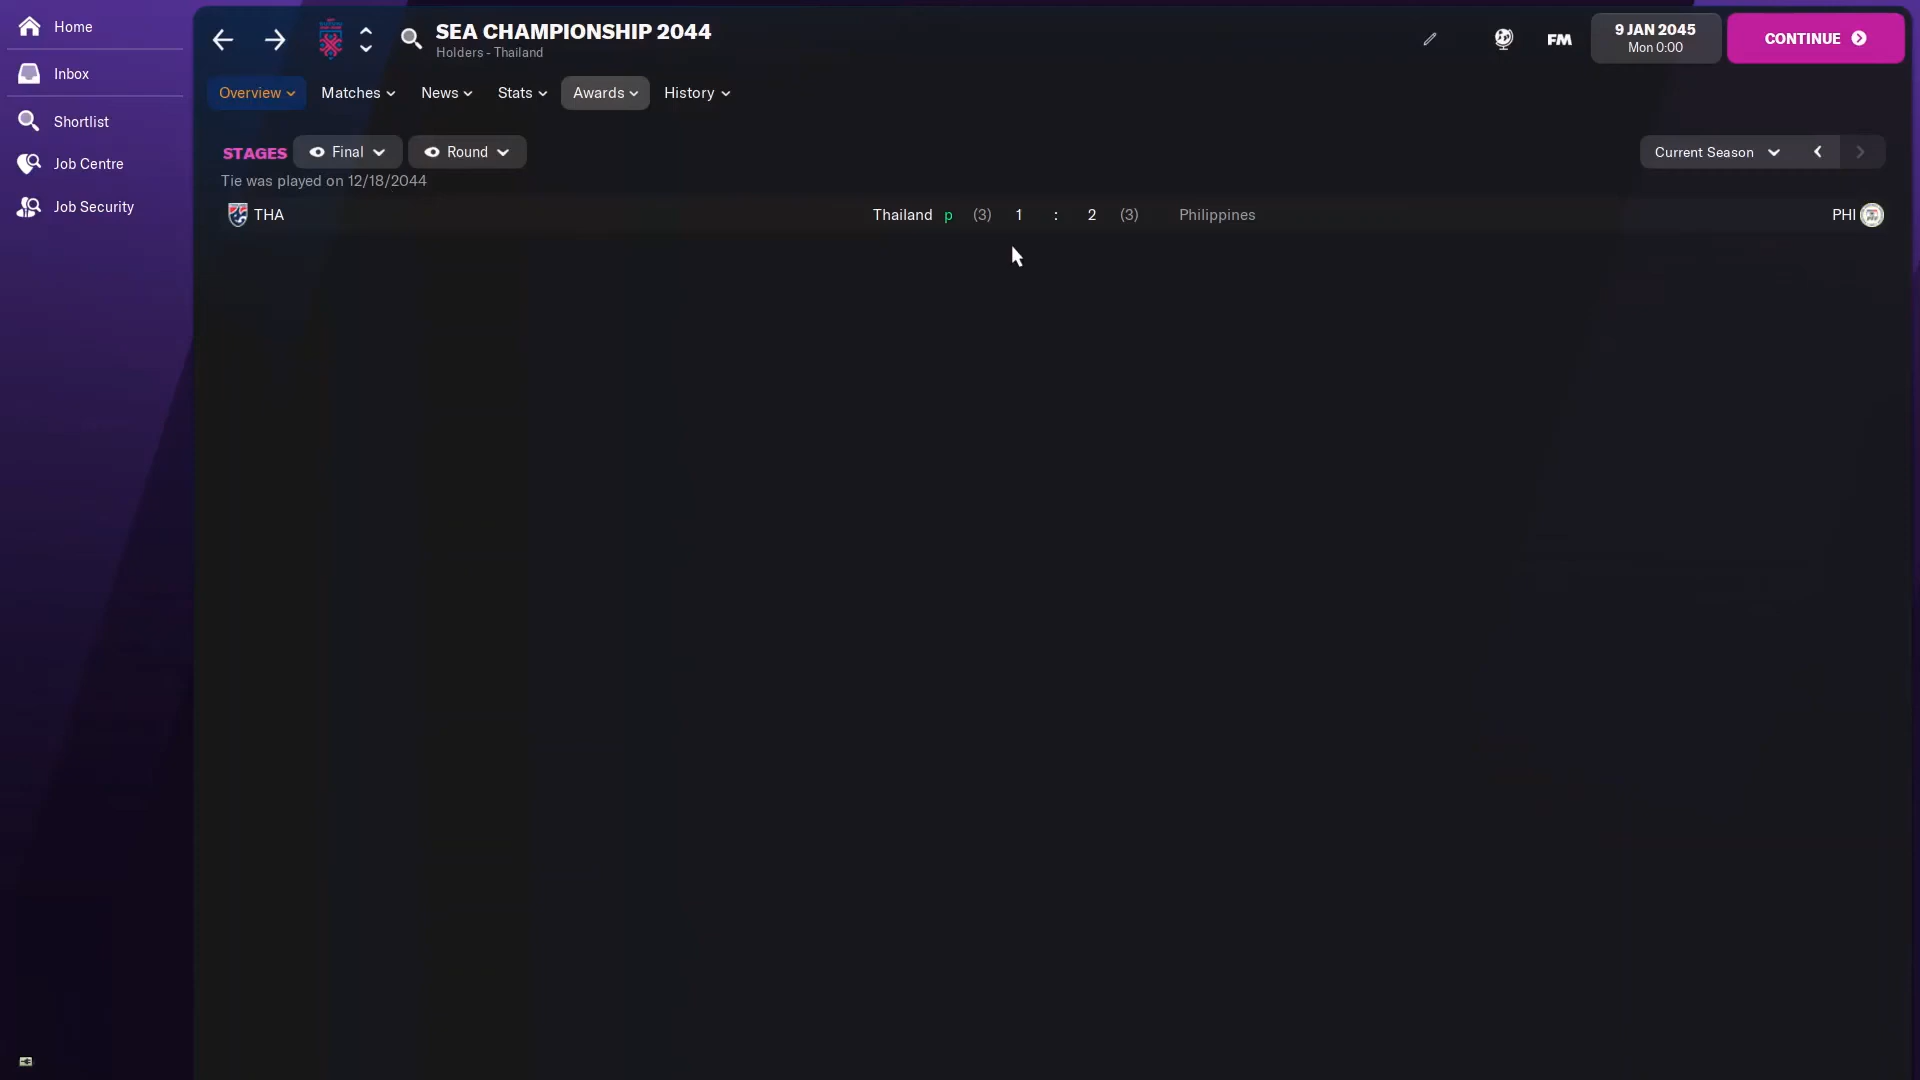 Home
Inbox
Shortlist
Job Centre
Job Security
SEA CHAMPIONSHIP 2044
Holders - Thailand
FM
9 JAN 2045
Mon 0:00
CONTINUE
Overview
Matches
News
Stats
Awards
History
STAGES
Final
Round
Current Season
Tie was played on 12/18/2044
THA
Thailand p (3) 1 : 2 (3) Philippines
PHI